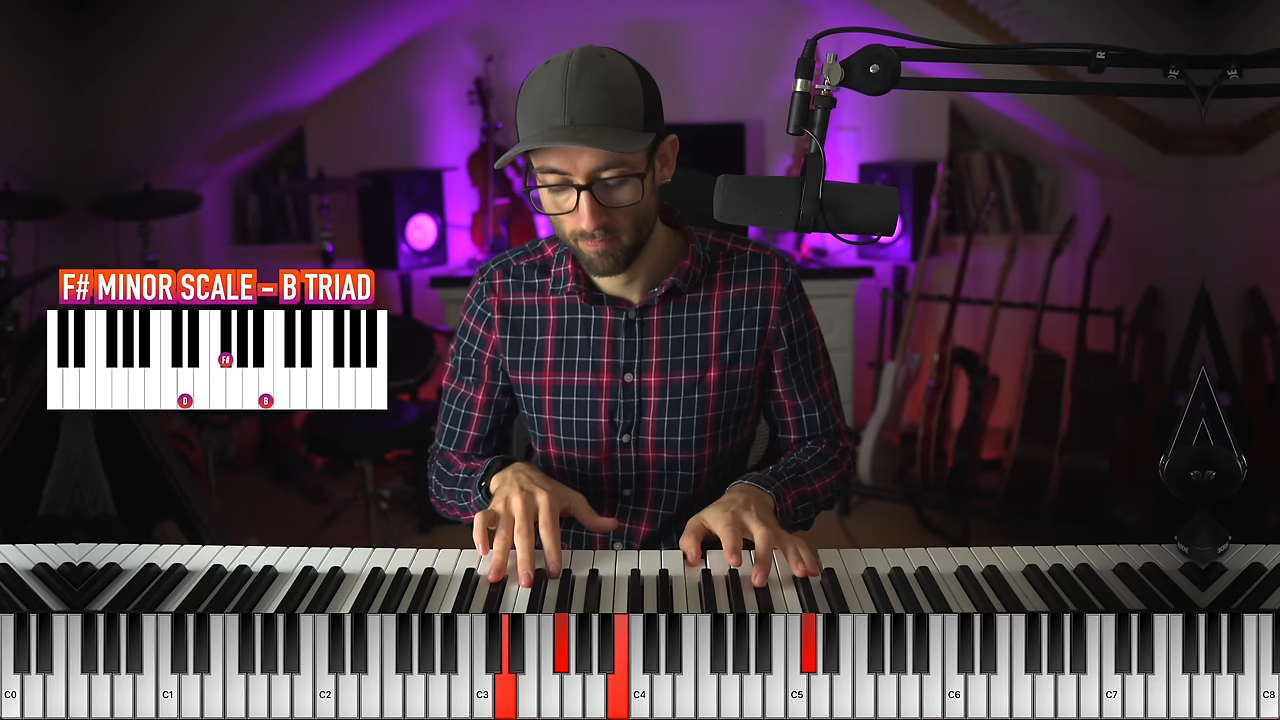 F# MINOR SCALE – B TRIAD
F#
D
B
C0
C1
C2
C3
C4
C5
C6
C7
C8